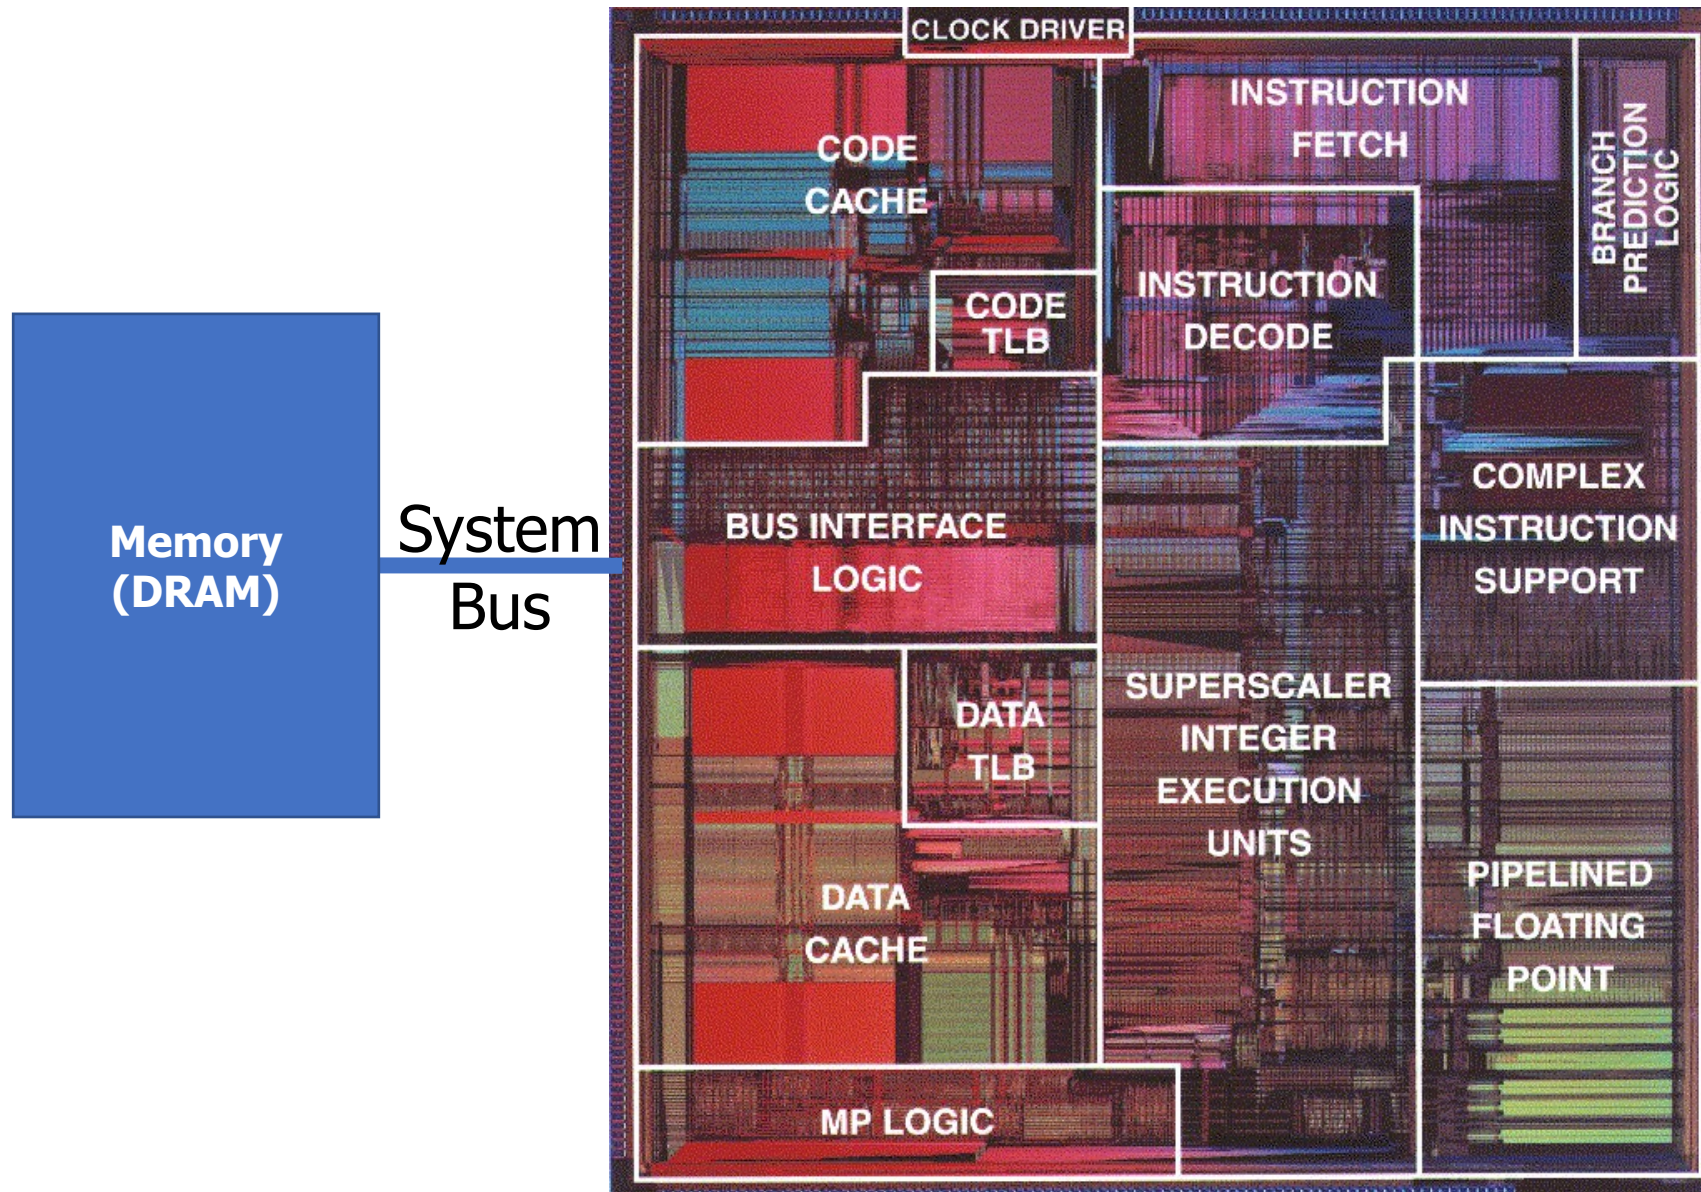 CLOCK DRIVER
CODE
CACHE
CODE
TLB
INSTRUCTION
FETCH
BRANCH
PREDICTION
LOGIC
INSTRUCTION
DECODE
Memory
(DRAM)
System
Bus
BUS INTERFACE
LOGIC
COMPLEX
INSTRUCTION
SUPPORT
DATA
TLB
SUPERSCALER
INTEGER
EXECUTION
UNITS
DATA
CACHE
PIPELINED
FLOATING
POINT
MP LOGIC